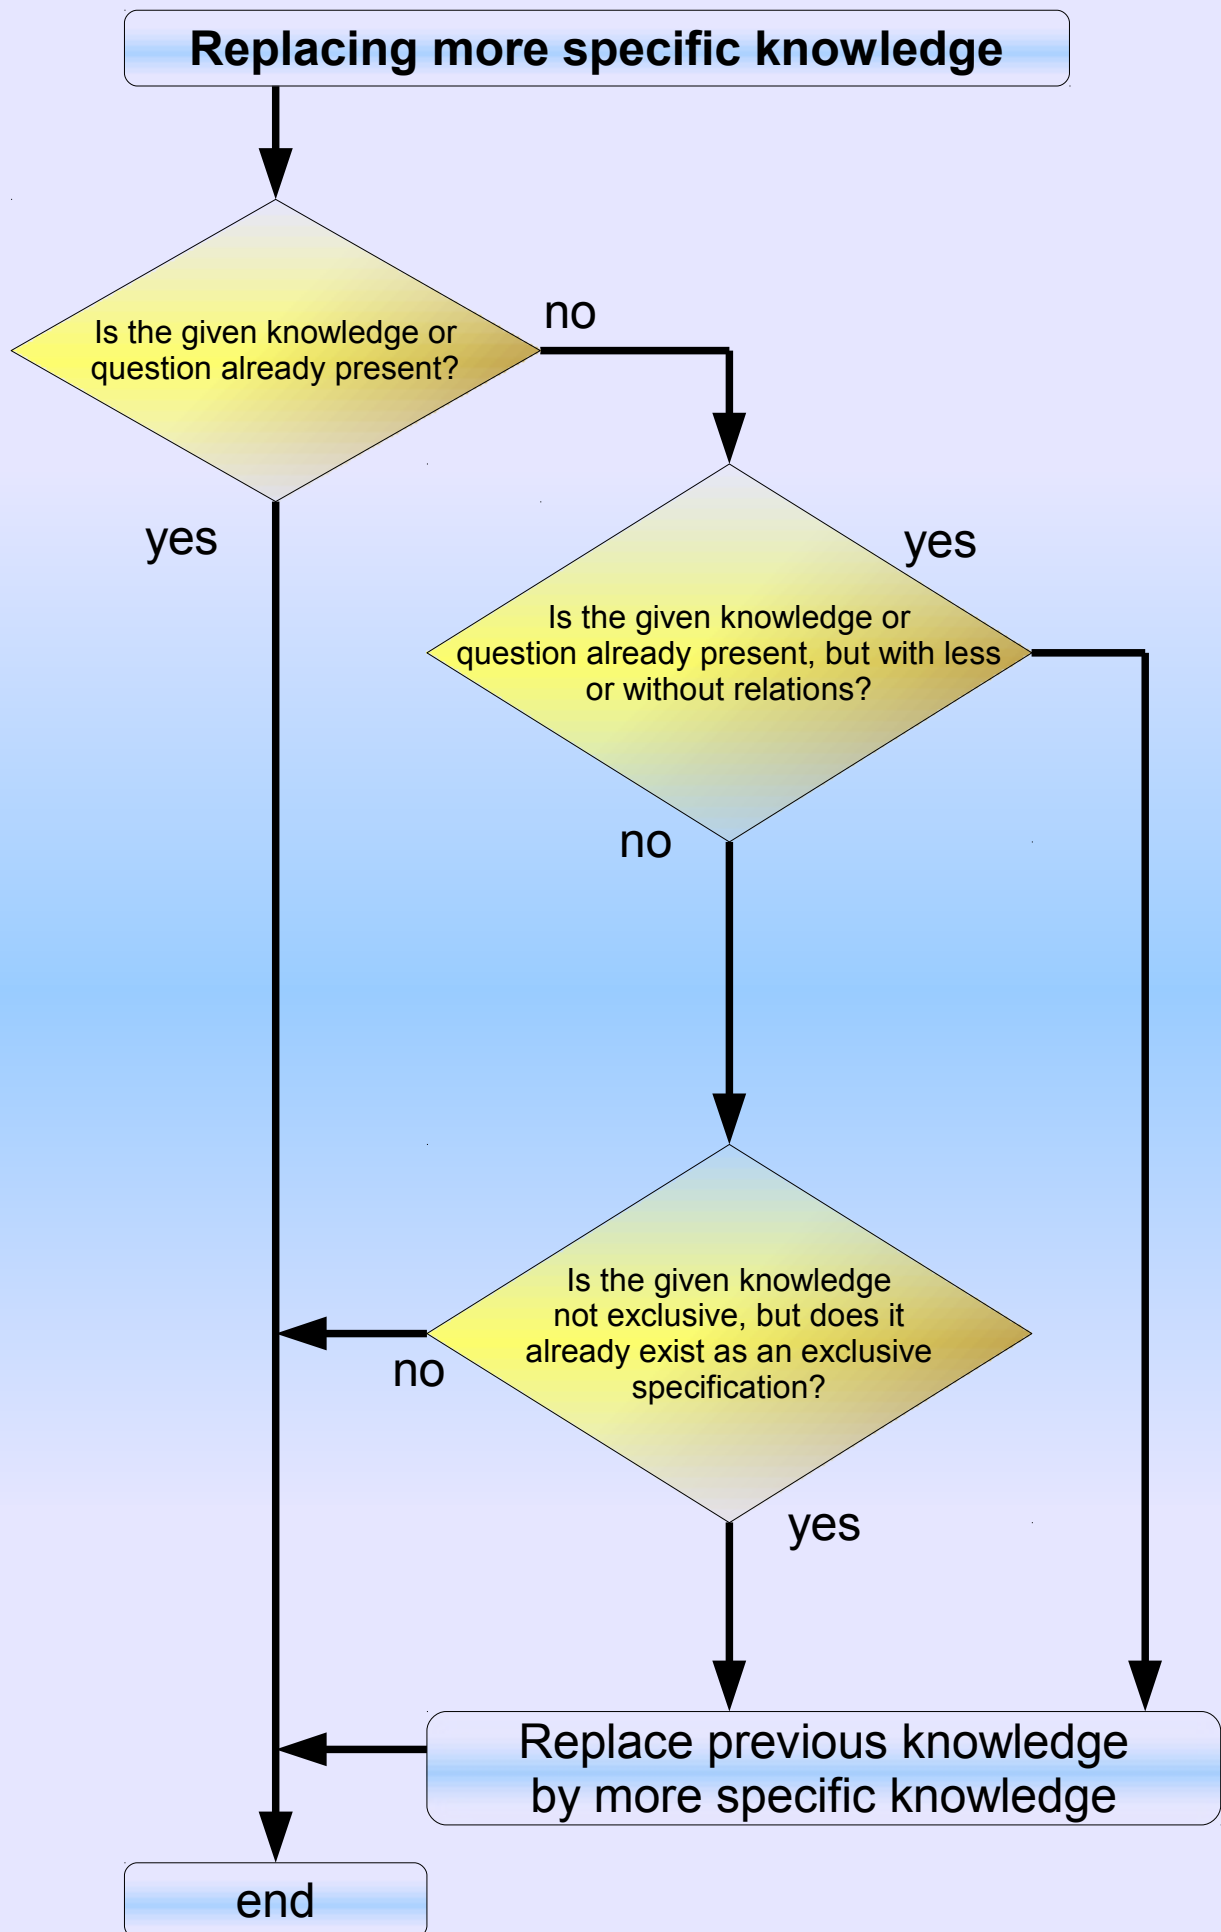 Replacing more specific knowledge
Is the given knowledge or
question already present?
no
yes
Is the given knowledge or
question already present, but with less
or without relations?
yes
no
Is the given knowledge
not exclusive, but does it
already exist as an exclusive
specification?
no
yes
Replace previous knowledge
by more specific knowledge
end